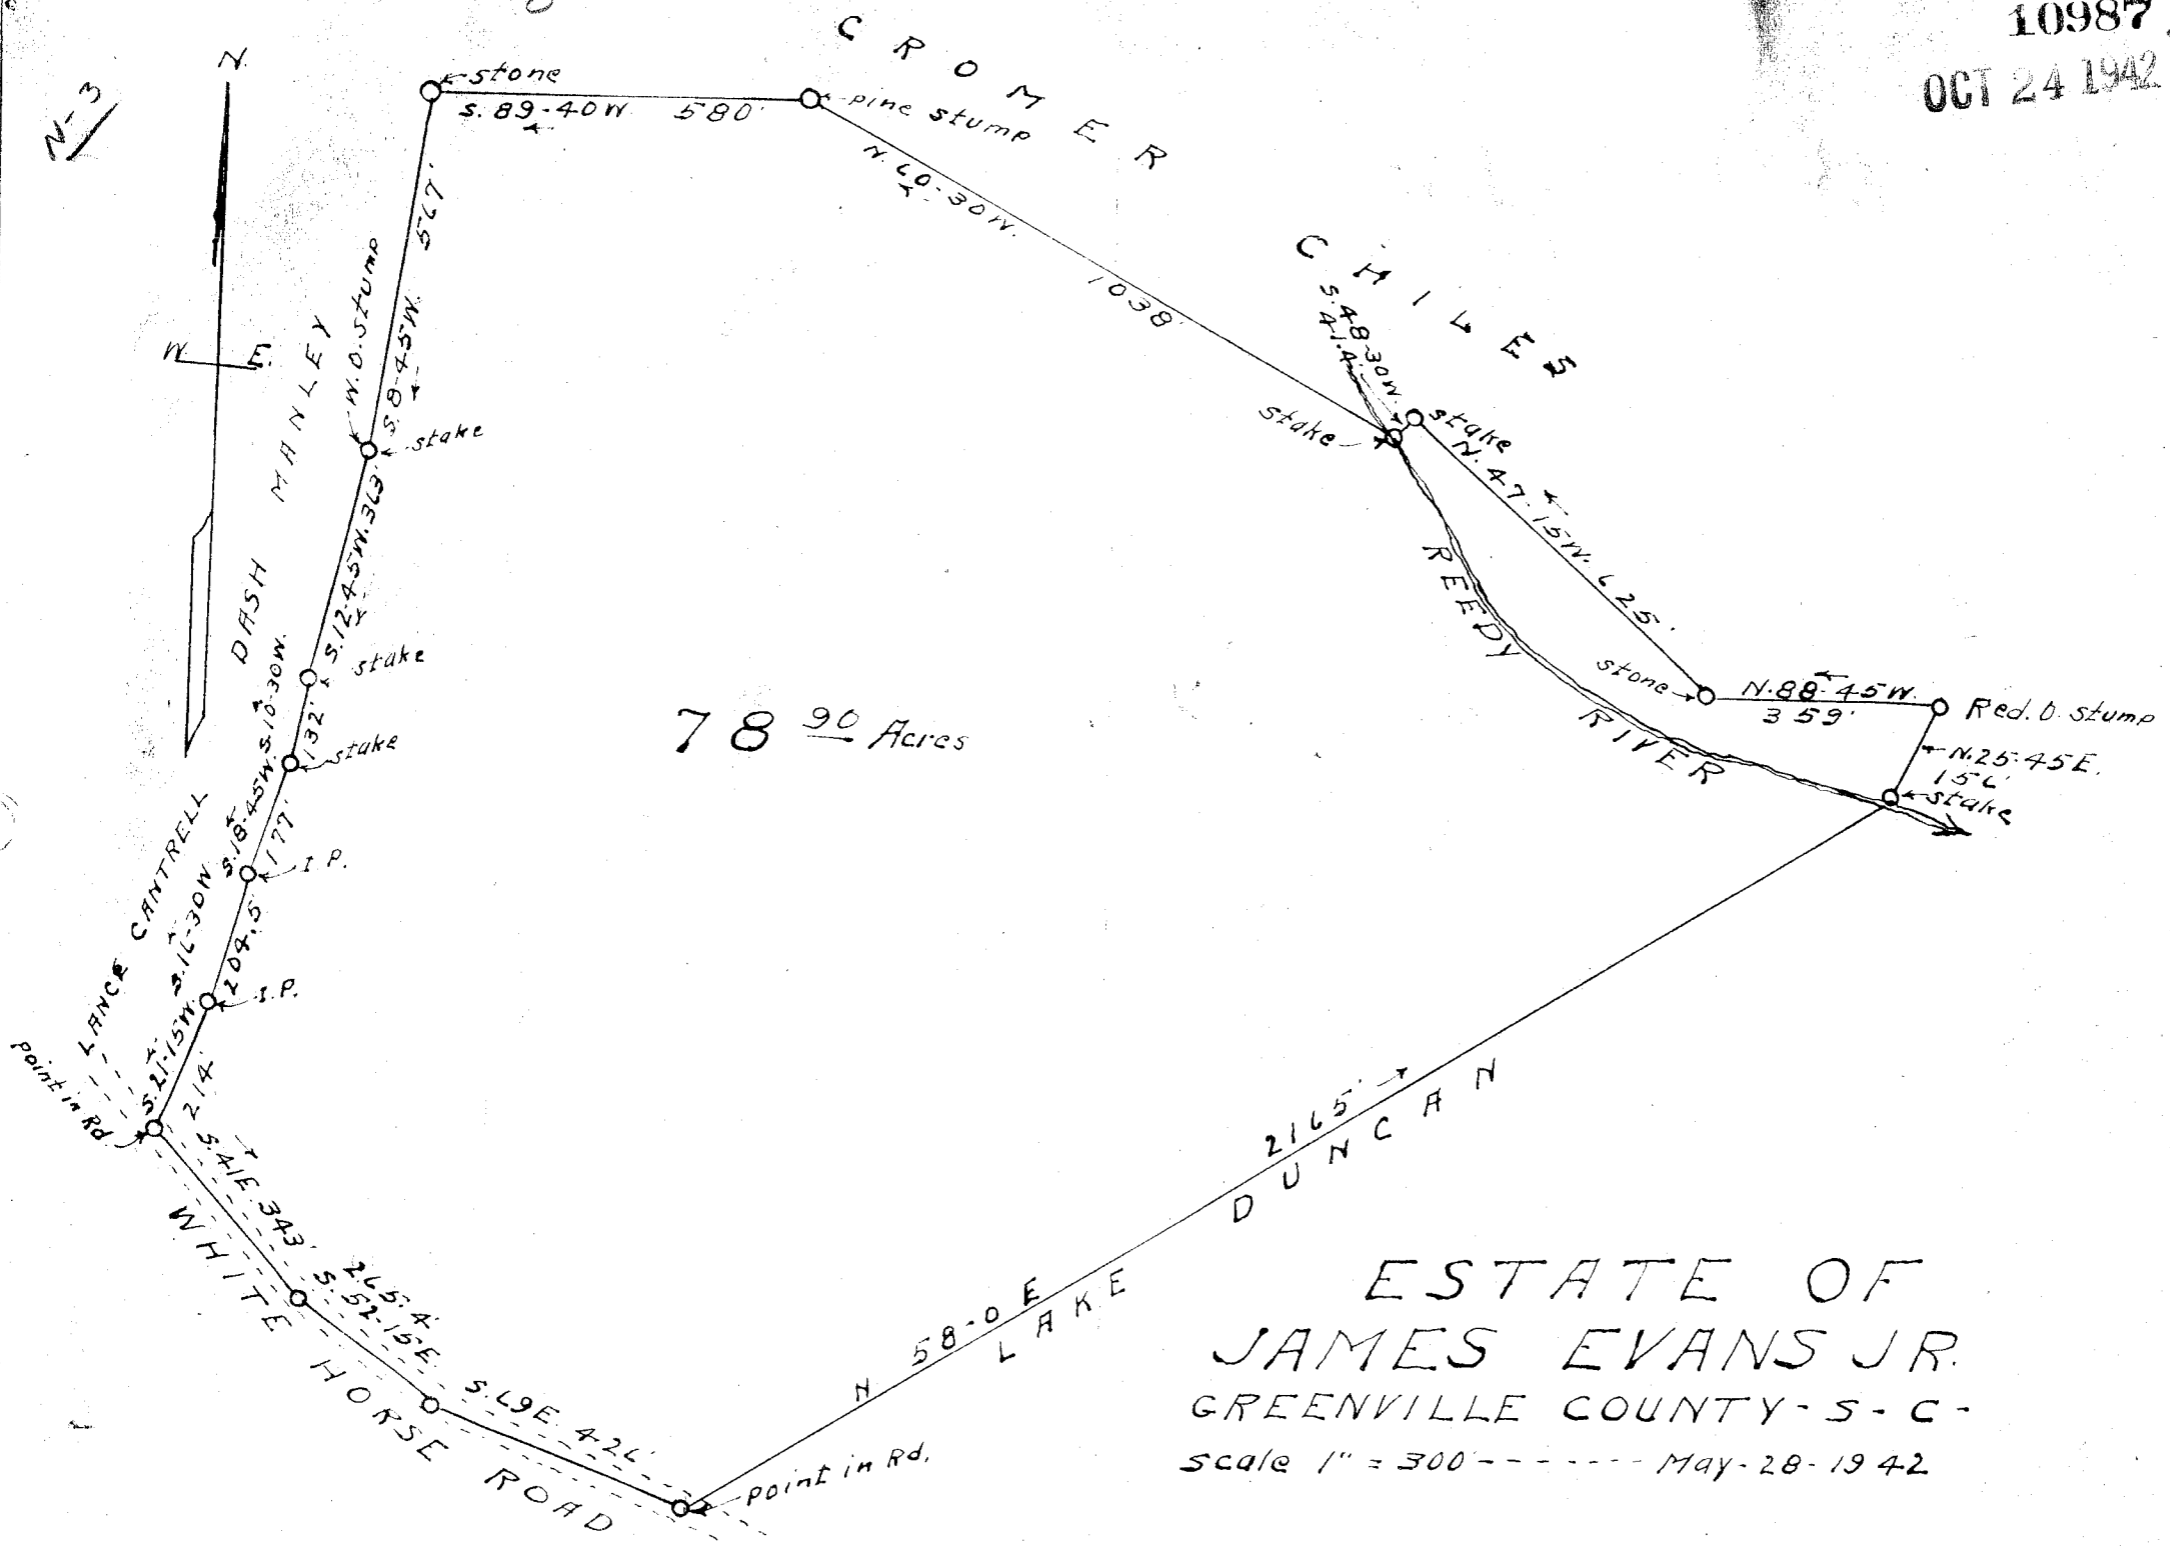 10987
OCT 24 1942
N-3
N.
W. E.
CROMER
stone
S. 89-40 W. 580'
pine stump
N. 60-30 W. 1038'
CHILES
S. 48-30 W.
41.4'
stake
stake
N. 47-15 W. 625'
REEDY RIVER
stone
N. 88-45 W.
359'
Red. O. stump
N. 25-45 E.
156'
stake
567'
S. 8-45 W.
W. O. stump
stake
DASH MANLEY
S. 12-45 W. 363'
stake
S. 10-30 W.
132'
stake
S. 18-45 W.
177'
I. P.
LANCE CANTRELL
S. 16-30 W
204.5'
I. P.
S. 21-15 W.
214'
point in Rd.
S. 41 E. 343'
265.4'
S. 52-15 E.
S. 69 E. 426'
WHITE HORSE ROAD
point in Rd.
N 58-0 E 2165'
LAKE DUNCAN
78 90 Acres
ESTATE OF
JAMES EVANS JR.
GREENVILLE COUNTY - S - C -
scale 1" = 300' - - - - - - - May - 28 - 1942